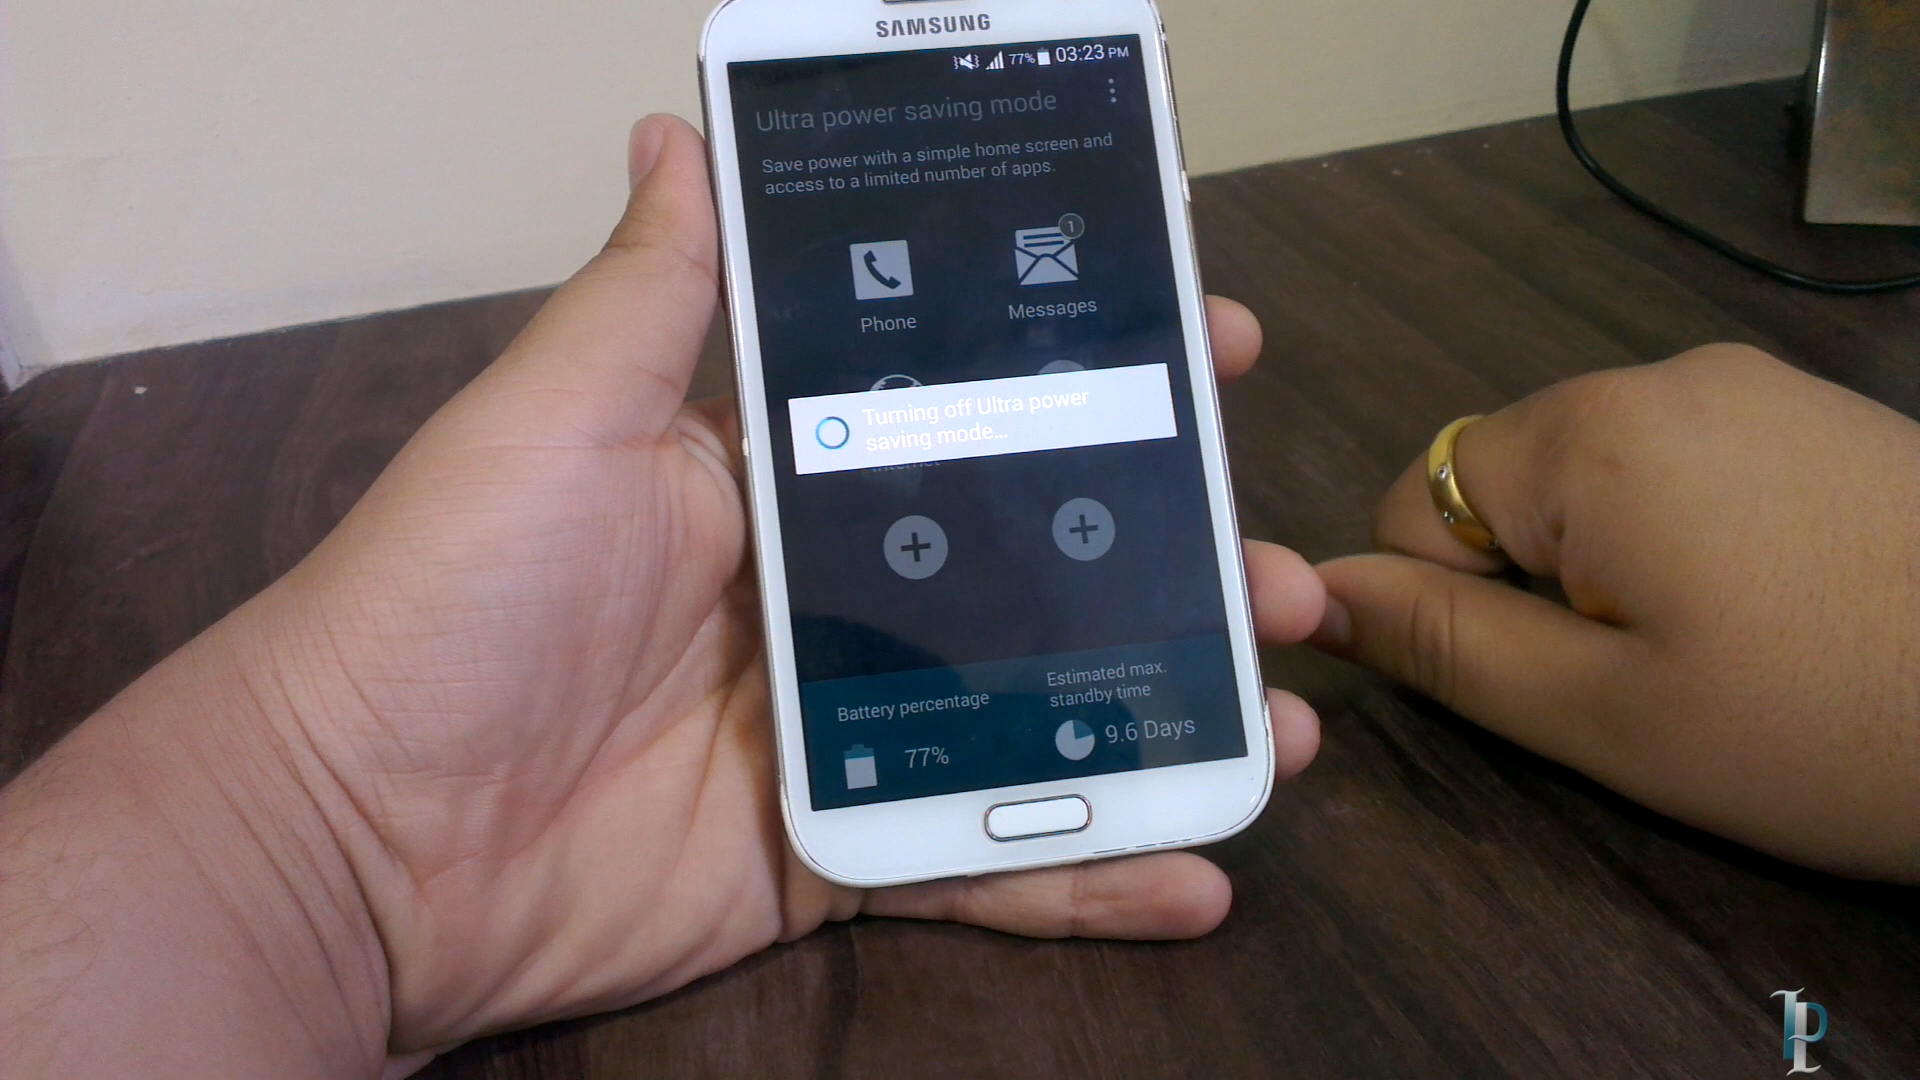 SAMSUNG
77% 03:23 PM
Ultra power saving mode
Save power with a simple home screen and
access to a limited number of apps.
1
Phone
Messages
Turning off Ultra power
saving mode...
Internet
Battery percentage
77%
Estimated max.
standby time
9.6 Days